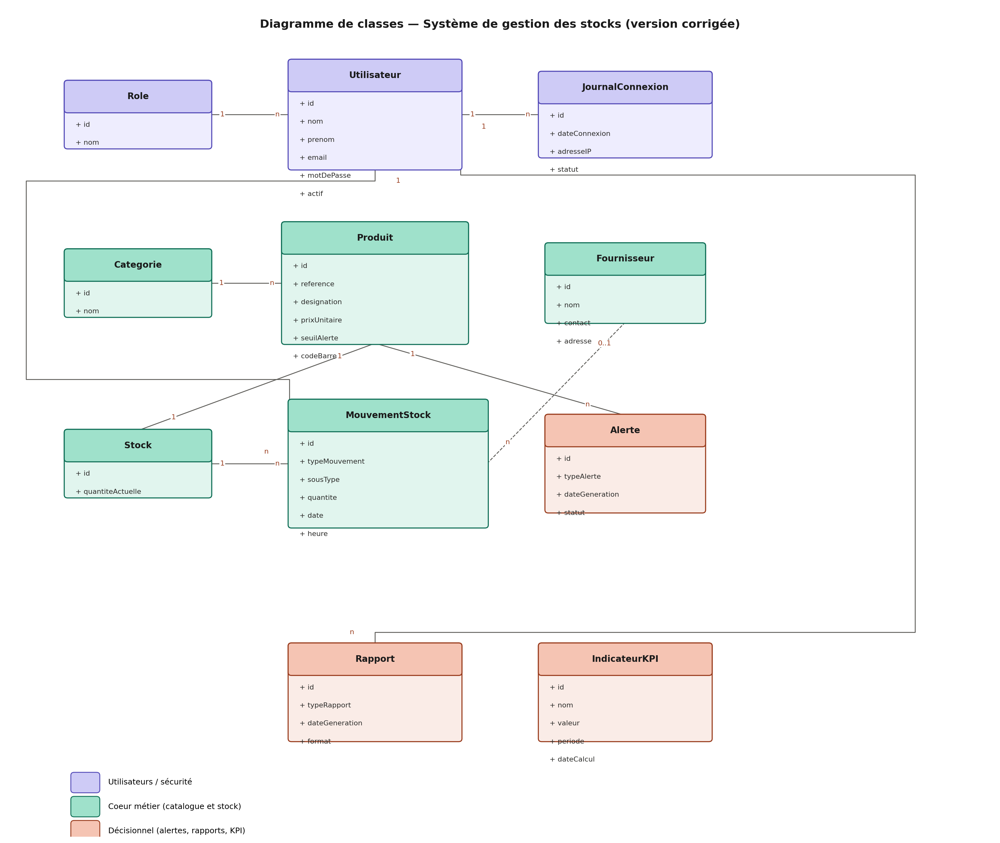 Diagramme de classes — Système de gestion des stocks (version corrigée)
Role
+ id
+ nom
1
n
Utilisateur
+ id
+ nom
+ prenom
+ email
+ motDePasse
+ actif
1
n
1
1
JournalConnexion
+ id
+ dateConnexion
+ adresseIP
+ statut
Categorie
+ id
+ nom
1
n
Produit
+ id
+ reference
+ designation
+ prixUnitaire
+ seuilAlerte
+ codeBarre
1
1
Fournisseur
+ id
+ nom
+ contact
+ adresse
0..1
1
n
Stock
+ id
+ quantiteActuelle
1
n
n
MouvementStock
+ id
+ typeMouvement
+ sousType
+ quantite
+ date
+ heure
n
Alerte
+ id
+ typeAlerte
+ dateGeneration
+ statut
n
Rapport
+ id
+ typeRapport
+ dateGeneration
+ format
IndicateurKPI
+ id
+ nom
+ valeur
+ periode
+ dateCalcul
Utilisateurs / sécurité
Coeur métier (catalogue et stock)
Décisionnel (alertes, rapports, KPI)